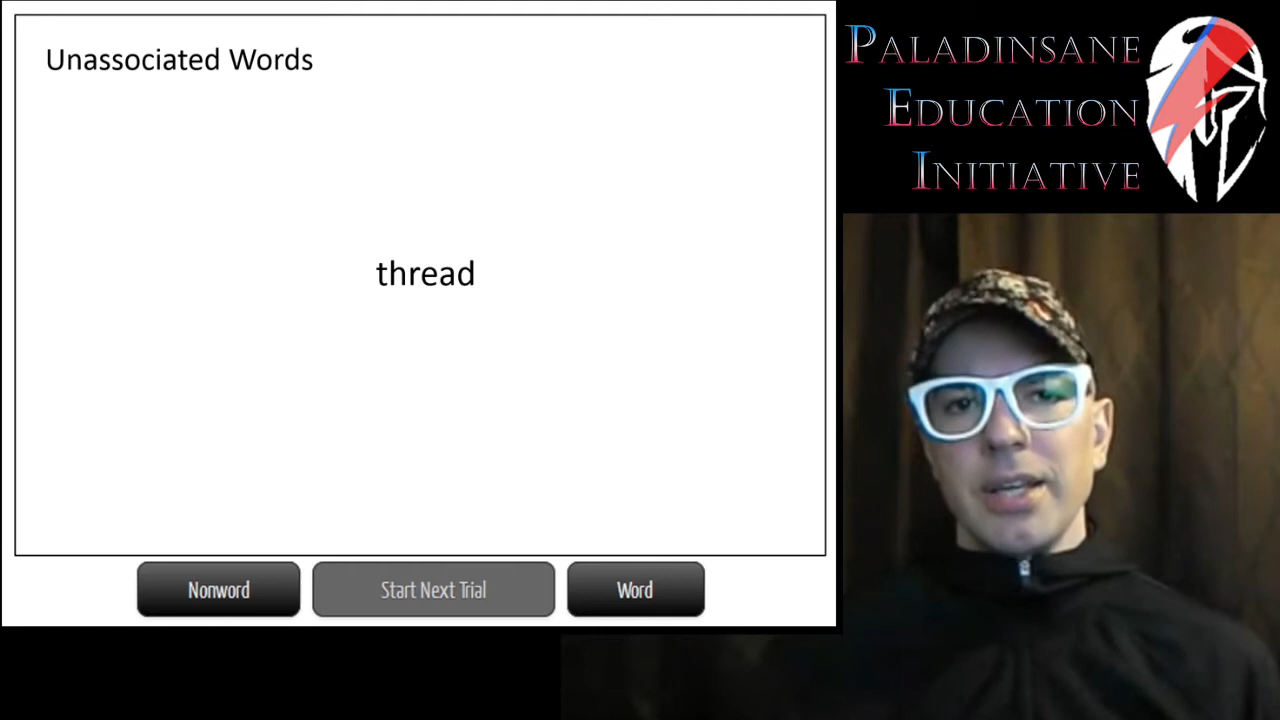 Unassociated Words
thread
Nonword
Start Next Trial
Word
PALADINSANE
EDUCATION
INITIATIVE